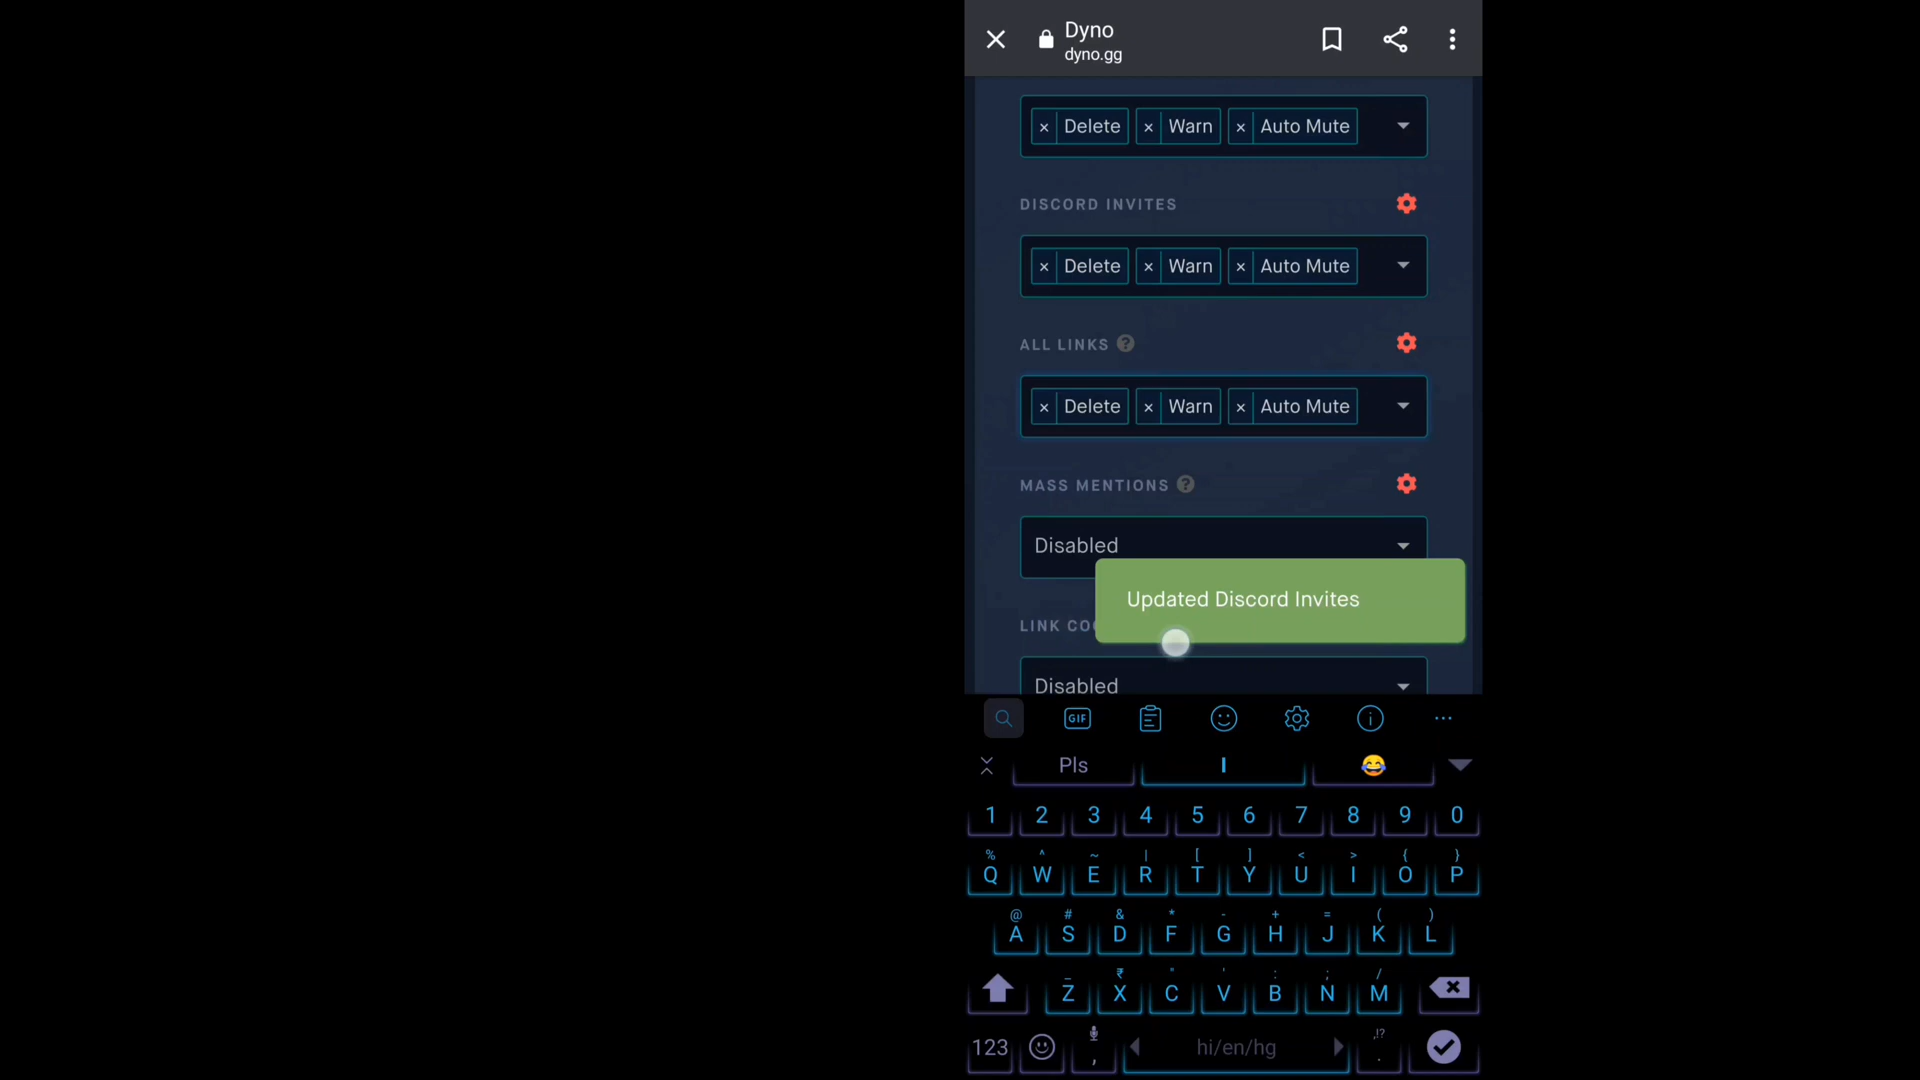 Dyno
dyno.gg
× Delete × Warn × Auto Mute
DISCORD INVITES
× Delete × Warn × Auto Mute
ALL LINKS ?
× Delete × Warn × Auto Mute
MASS MENTIONS ?
Disabled
Updated Discord Invites
LINK CO
Disabled
GIF
Pls I 😂
1 2 3 4 5 6 7 8 9 0
% ^ ~ | [ ] < > { }
Q W E R T Y U I O P
@ # & * - + = ( )
A S D F G H J K L
_ ₹ " ' : ; /
Z X C V B N M
,!?
123 , hi/en/hg .